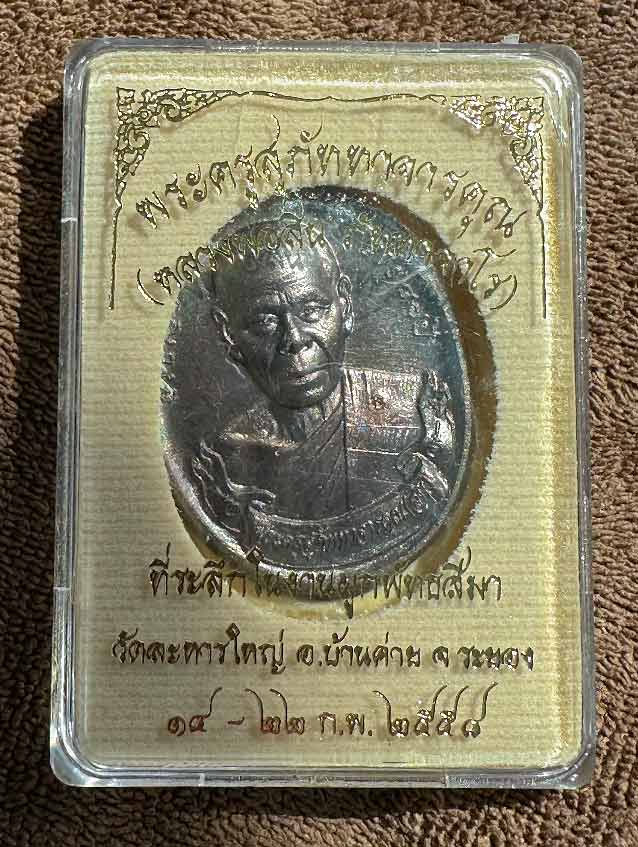 พระครูสุภัททาจารคุณ
(หลวงพ่อสิน ภัททาจาโร)
ที่ระลึกในงานผูกพัทธสีมา
วัดละหารใหญ่ อ.บ้านค่าย จ.ระยอง
๑๔ - ๒๒ ก.พ. ๒๕๕๘